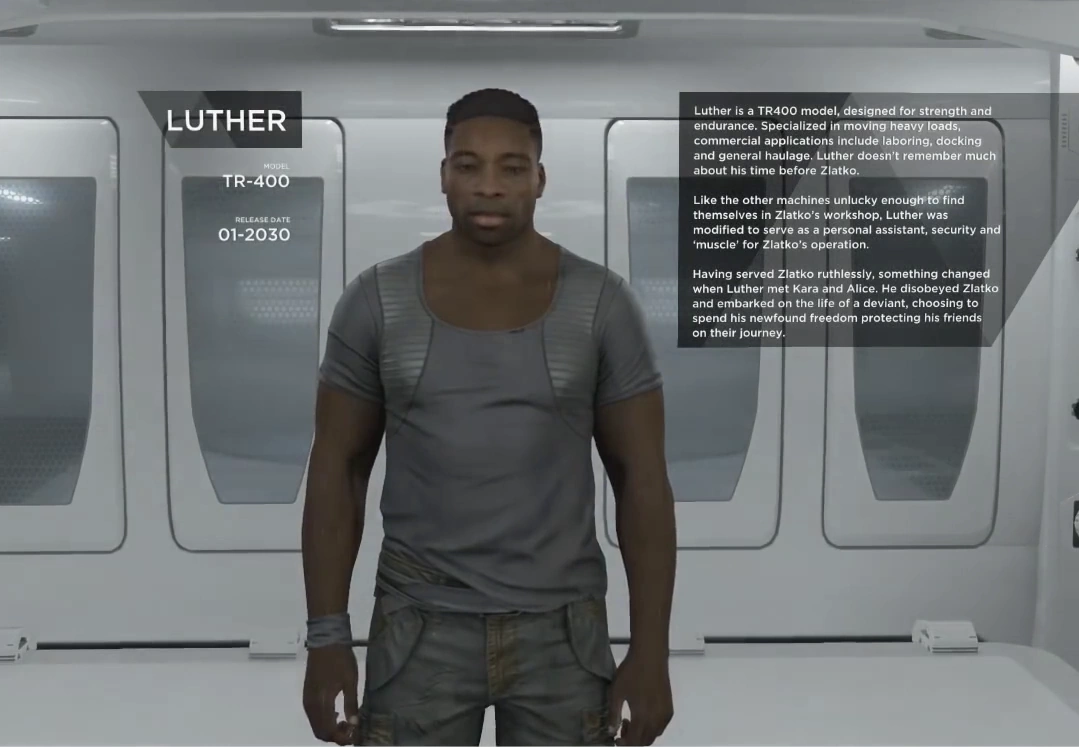 LUTHER
MODEL
TR-400
RELEASE DATE
01-2030
Luther is a TR400 model, designed for strength and
endurance. Specialized in moving heavy loads,
commercial applications include laboring, docking
and general haulage. Luther doesn't remember much
about his time before Zlatko.
Like the other machines unlucky enough to find
themselves in Zlatko's workshop, Luther was
modified to serve as a personal assistant, security and
'muscle' for Zlatko's operation.
Having served Zlatko ruthlessly, something changed
when Luther met Kara and Alice. He disobeyed Zlatko
and embarked on the life of a deviant, choosing to
spend his newfound freedom protecting his friends
on their journey.